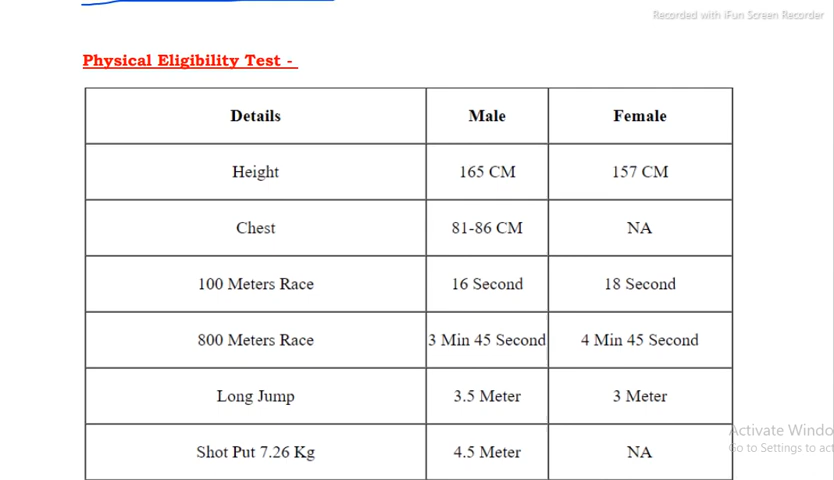 Recorded with iFun Screen Recorder
Physical Eligibility Test -
Details Male Female
Height 165 CM 157 CM
Chest 81-86 CM NA
100 Meters Race 16 Second 18 Second
800 Meters Race 3 Min 45 Second 4 Min 45 Second
Long Jump 3.5 Meter 3 Meter
Activate Windo
Go to Settings to act
Shot Put 7.26 Kg 4.5 Meter NA